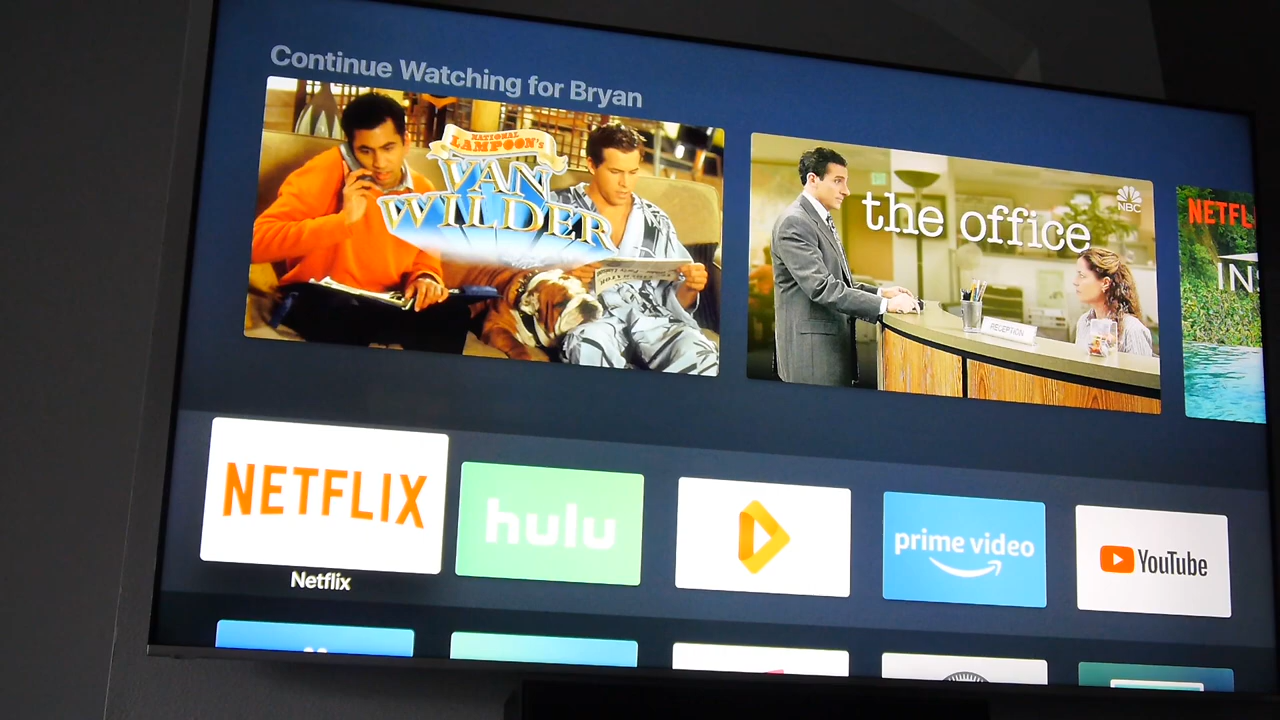 Continue Watching for Bryan
NATIONAL
LAMPOON'S
VAN
WILDER
the office
NBC
RECEPTION
NETFL
IN
NETFLIX
hulu
prime video
YouTube
Netflix